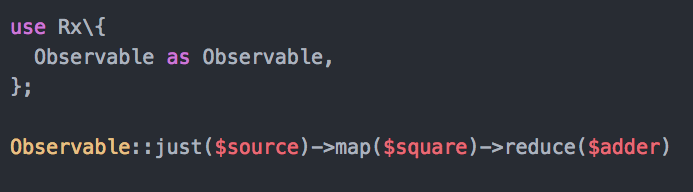 use Rx\{
Observable as Observable,
};
Observable::just($source)->map($square)->reduce($adder)